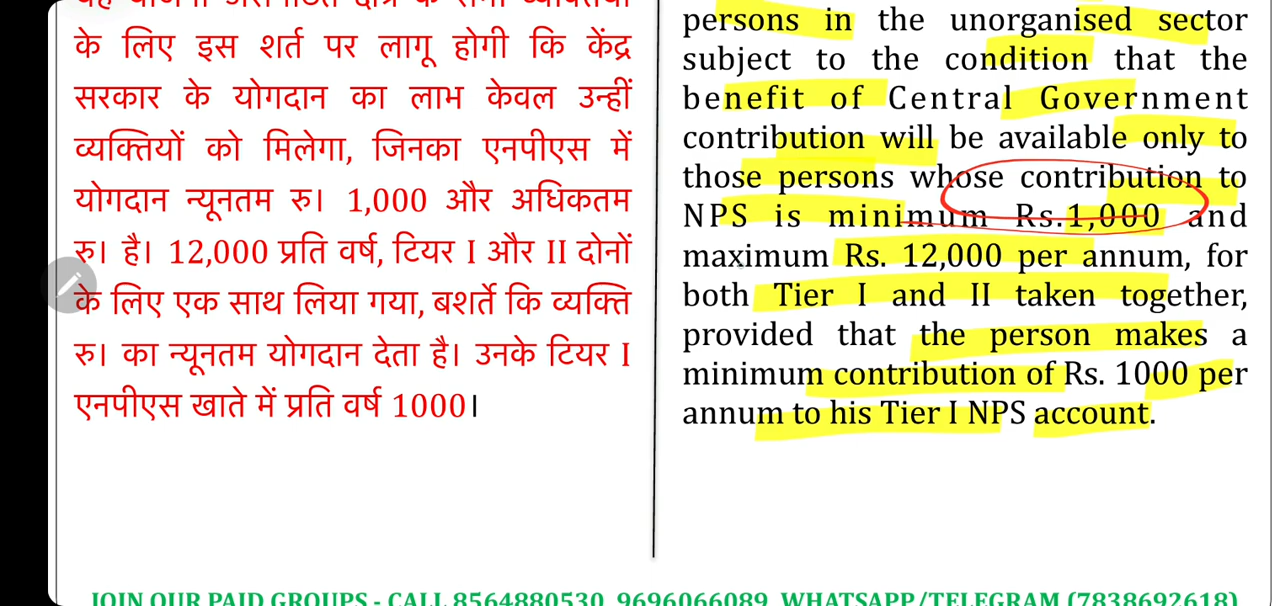 के लिए इस शर्त पर लागू होगी कि केंद्र
सरकार के योगदान का लाभ केवल उन्हीं
व्यक्तियों को मिलेगा, जिनका एनपीएस में
योगदान न्यूनतम रु। 1,000 और अधिकतम
रु। है। 12,000 प्रति वर्ष, टियर I और II दोनों
के लिए एक साथ लिया गया, बशर्ते कि व्यक्ति
रु। का न्यूनतम योगदान देता है। उनके टियर I
एनपीएस खाते में प्रति वर्ष 1000।
persons in the unorganised sector
subject to the condition that the
benefit of Central Government
contribution will be available only to
those persons whose contribution to
NPS is minimum Rs.1,000 and
maximum Rs. 12,000 per annum, for
both Tier I and II taken together,
provided that the person makes a
minimum contribution of Rs. 1000 per
annum to his Tier I NPS account.
JOIN OUR PAID GROUPS - CALL 8564880530, 9696066089, WHATSAPP/TELEGRAM (7838692618)